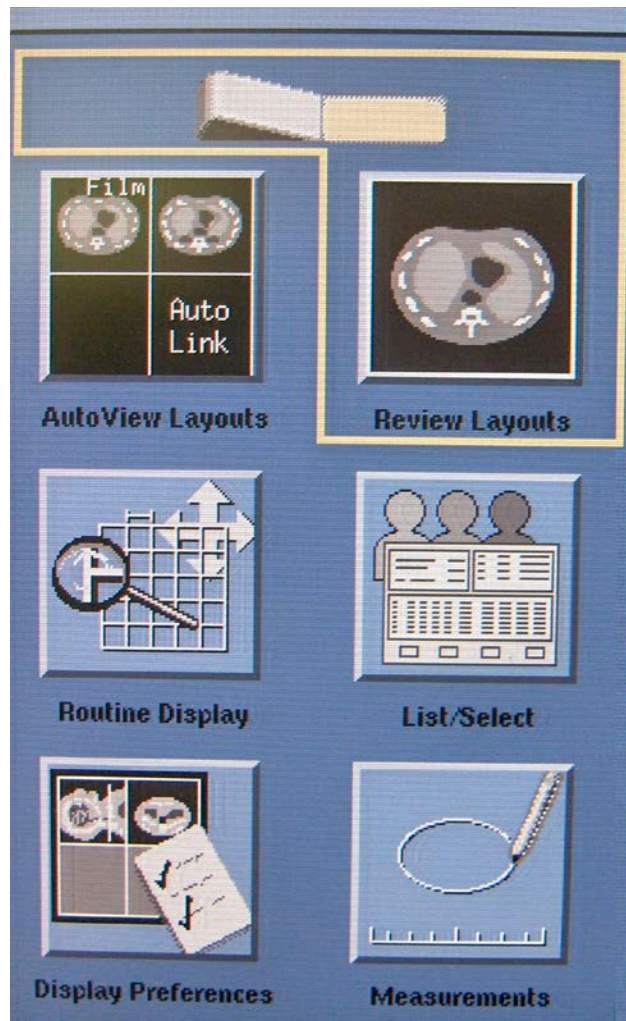 Film
Auto
Link
AutoView Layouts
Review Layouts
Routine Display
List/Select
Display Preferences
Measurements